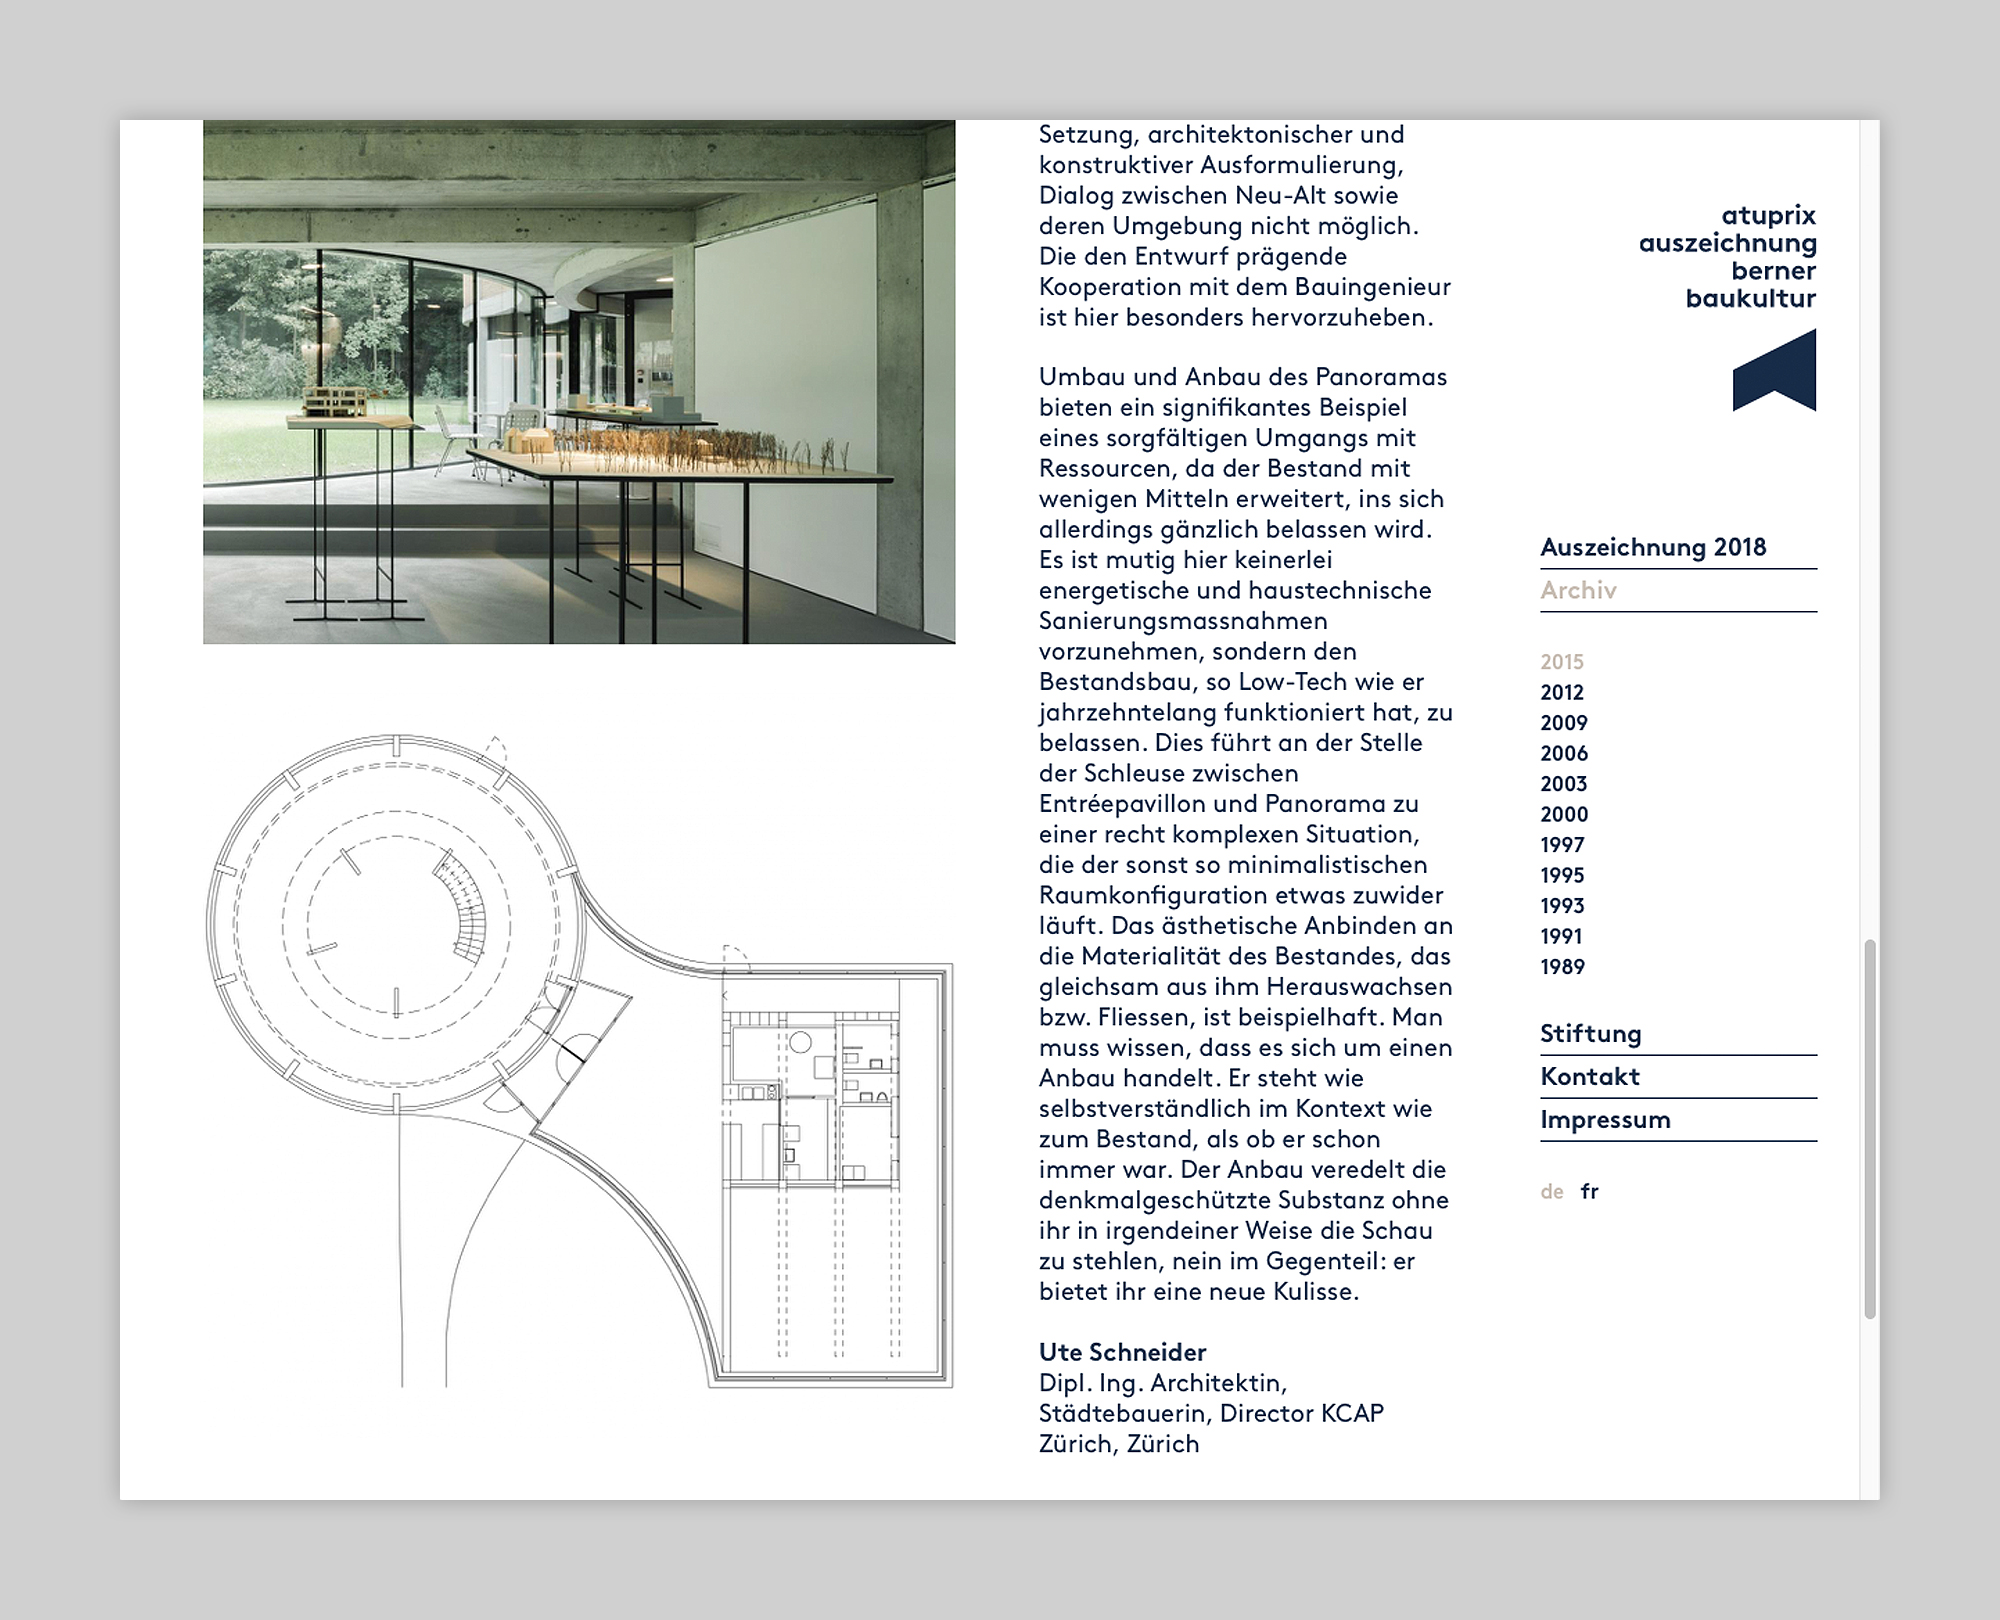 Setzung, architektonischer und
konstruktiver Ausformulierung,
Dialog zwischen Neu-Alt sowie
deren Umgebung nicht möglich.
Die den Entwurf prägende
Kooperation mit dem Bauingenieur
ist hier besonders hervorzuheben.
Umbau und Anbau des Panoramas
bieten ein signifikantes Beispiel
eines sorgfältigen Umgangs mit
Ressourcen, da der Bestand mit
wenigen Mitteln erweitert, ins sich
allerdings gänzlich belassen wird.
Es ist mutig hier keinerlei
energetische und haustechnische
Sanierungsmassnahmen
vorzunehmen, sondern den
Bestandsbau, so Low-Tech wie er
jahrzehntelang funktioniert hat, zu
belassen. Dies führt an der Stelle
der Schleuse zwischen
Entréepavillon und Panorama zu
einer recht komplexen Situation,
die der sonst so minimalistischen
Raumkonfiguration etwas zuwider
läuft. Das ästhetische Anbinden an
die Materialität des Bestandes, das
gleichsam aus ihm Herauswachsen
bzw. Fliessen, ist beispielhaft. Man
muss wissen, dass es sich um einen
Anbau handelt. Er steht wie
selbstverständlich im Kontext wie
zum Bestand, als ob er schon
immer war. Der Anbau veredelt die
denkmalgeschützte Substanz ohne
ihr in irgendeiner Weise die Schau
zu stehlen, nein im Gegenteil: er
bietet ihr eine neue Kulisse.
Ute Schneider
Dipl. Ing. Architektin,
Städtebauerin, Director KCAP
Zürich, Zürich
atuprix
auszeichnung
berner
baukultur
Auszeichnung 2018
Archiv
2015
2012
2009
2006
2003
2000
1997
1995
1993
1991
1989
Stiftung
Kontakt
Impressum
de fr